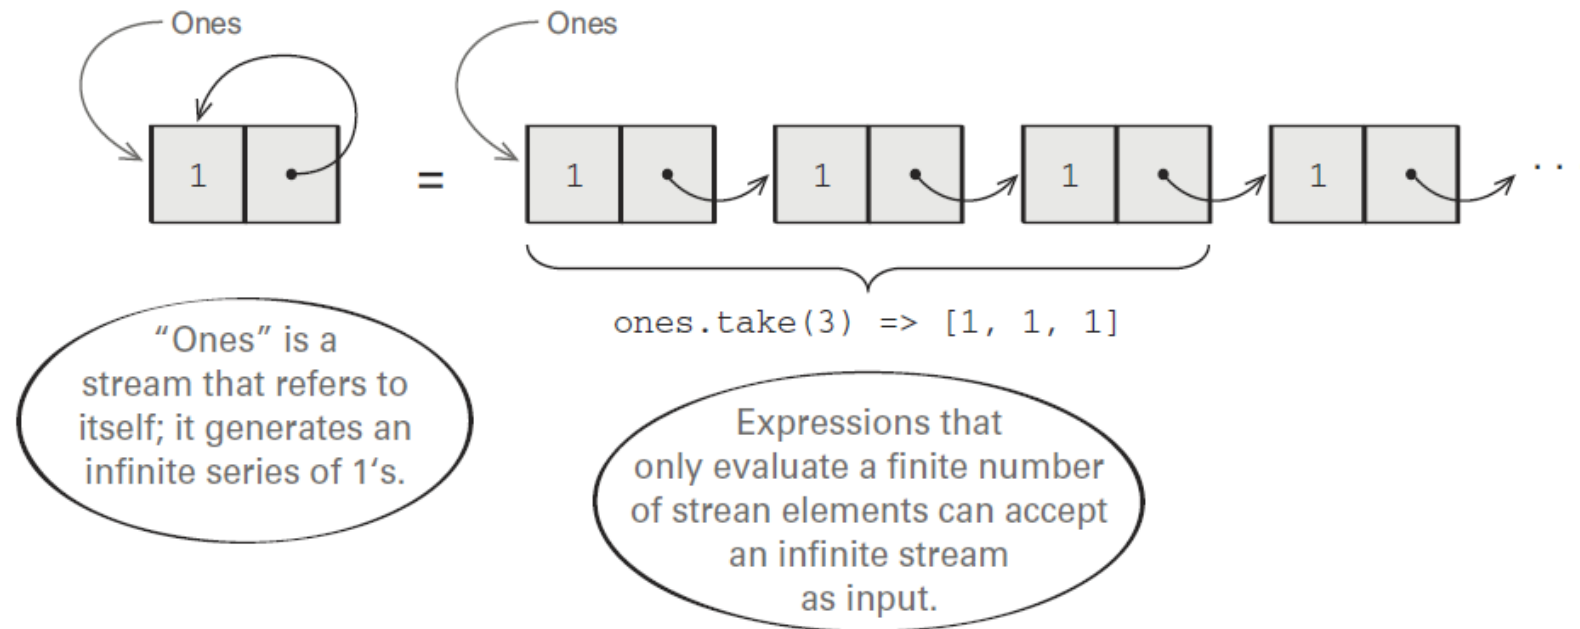 Ones
Ones
1
=
1
1
1
1
. .
ones.take(3) => [1, 1, 1]
“Ones” is a
stream that refers to
itself; it generates an
infinite series of 1‘s.
Expressions that
only evaluate a finite number
of strean elements can accept
an infinite stream
as input.